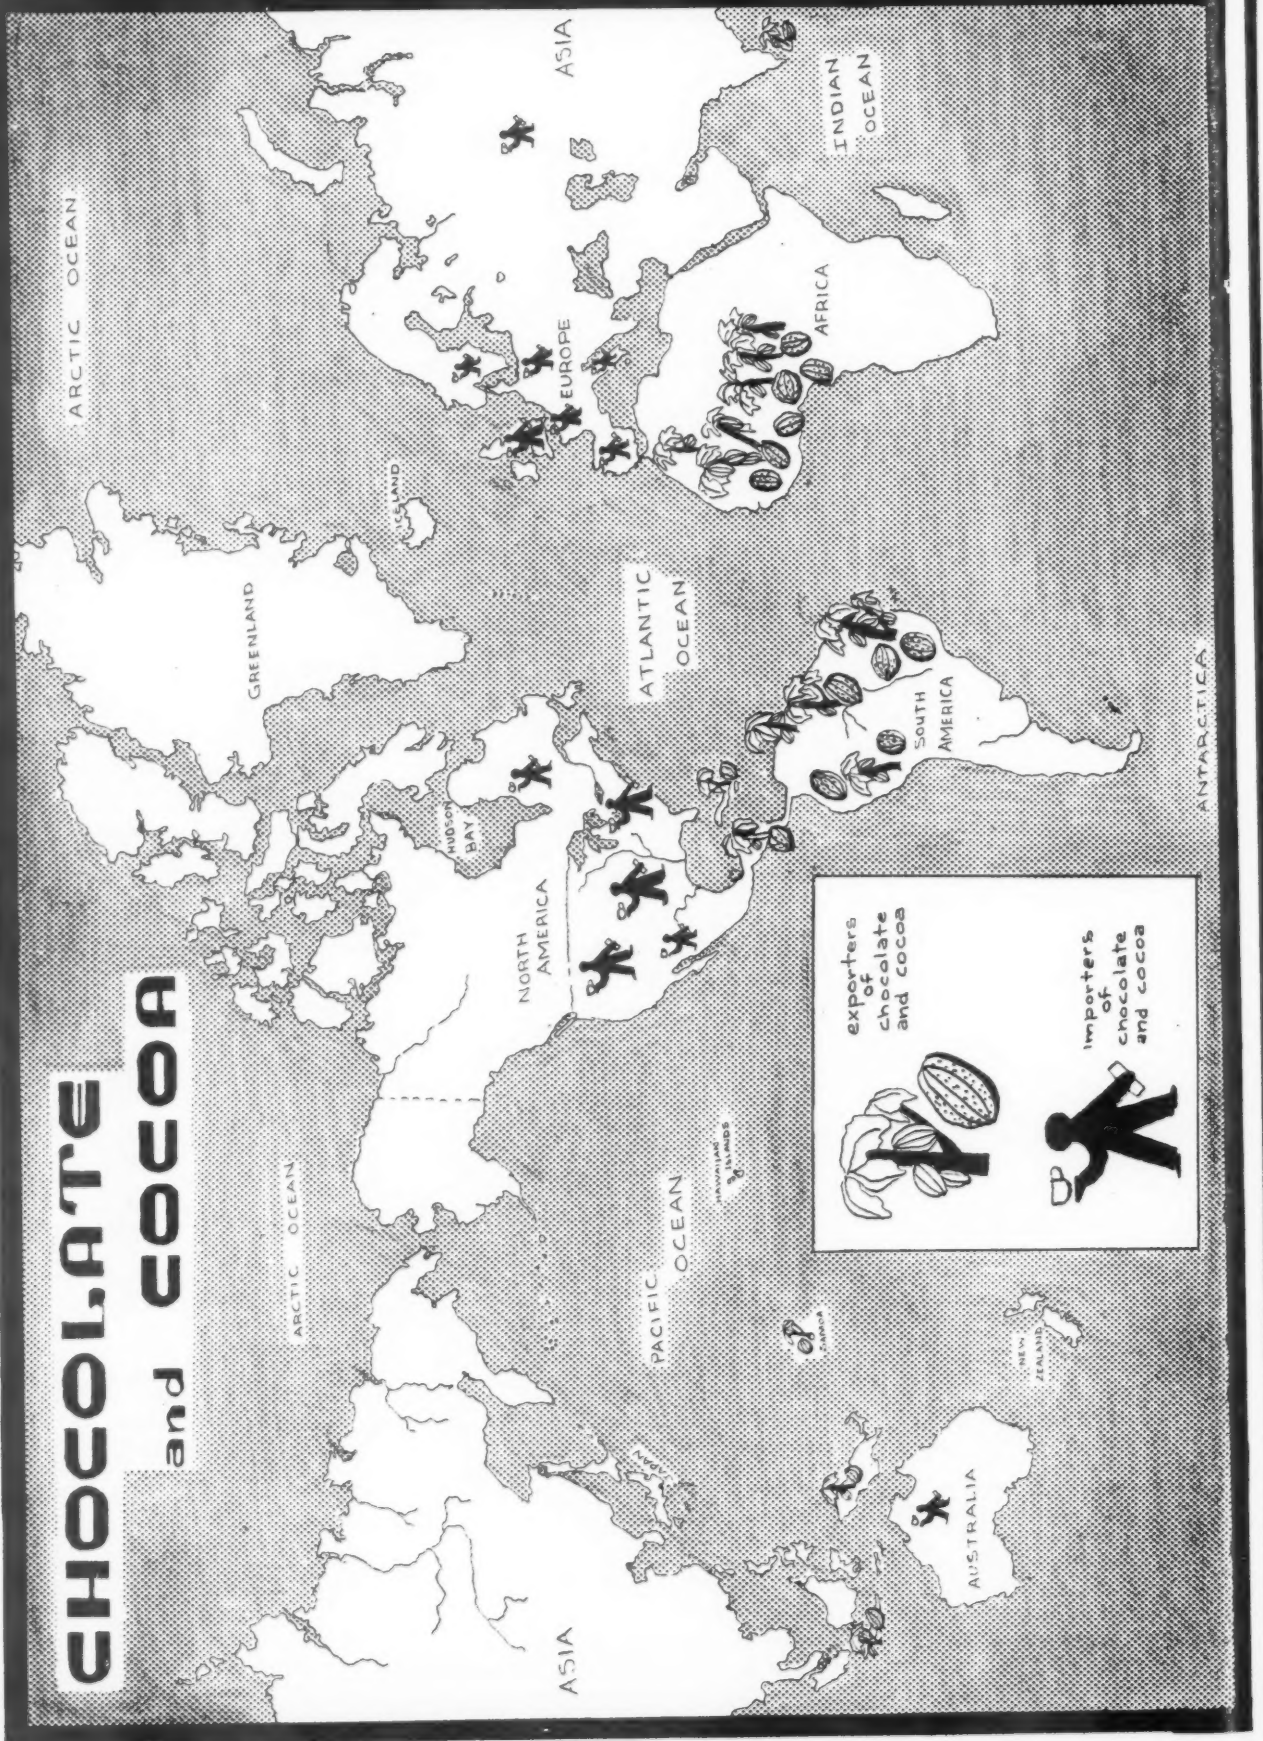 CHOCOLATE
and COCOA
ARCTIC OCEAN
ARCTIC OCEAN
GREENLAND
ICELAND
HUDSON
BAY
NORTH
AMERICA
ATLANTIC
OCEAN
EUROPE
ASIA
ASIA
JAPAN
PACIFIC
OCEAN
HAWAIIAN
ISLANDS
AFRICA
INDIAN
OCEAN
SOUTH
AMERICA
SAMOA
AUSTRALIA
NEW
ZEALAND
ANTARCTICA
exporters
of
chocolate
and cocoa
importers
of
chocolate
and cocoa